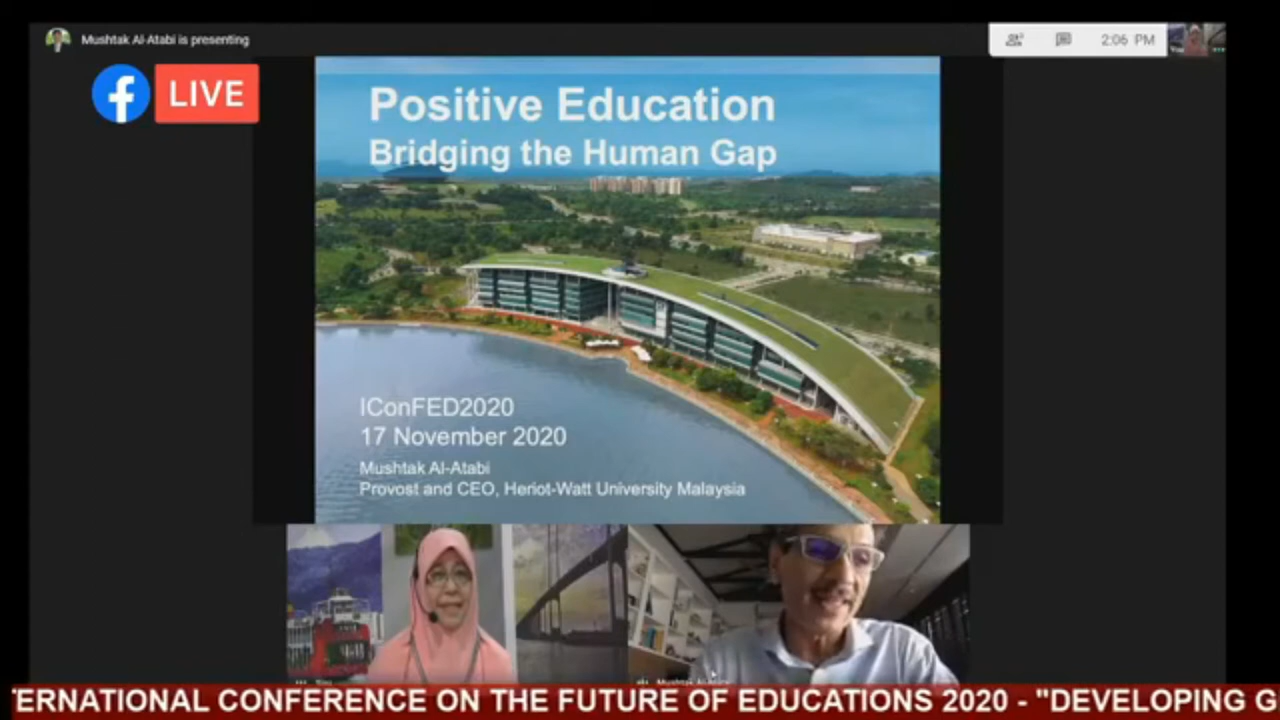 Mushtak Al-Atabi is presenting
2:06 PM
LIVE
Positive Education
Bridging the Human Gap
IConFED2020
17 November 2020
Mushtak Al-Atabi
Provost and CEO, Heriot-Watt University Malaysia
TERNATIONAL CONFERENCE ON THE FUTURE OF EDUCATIONS 2020 - "DEVELOPING G